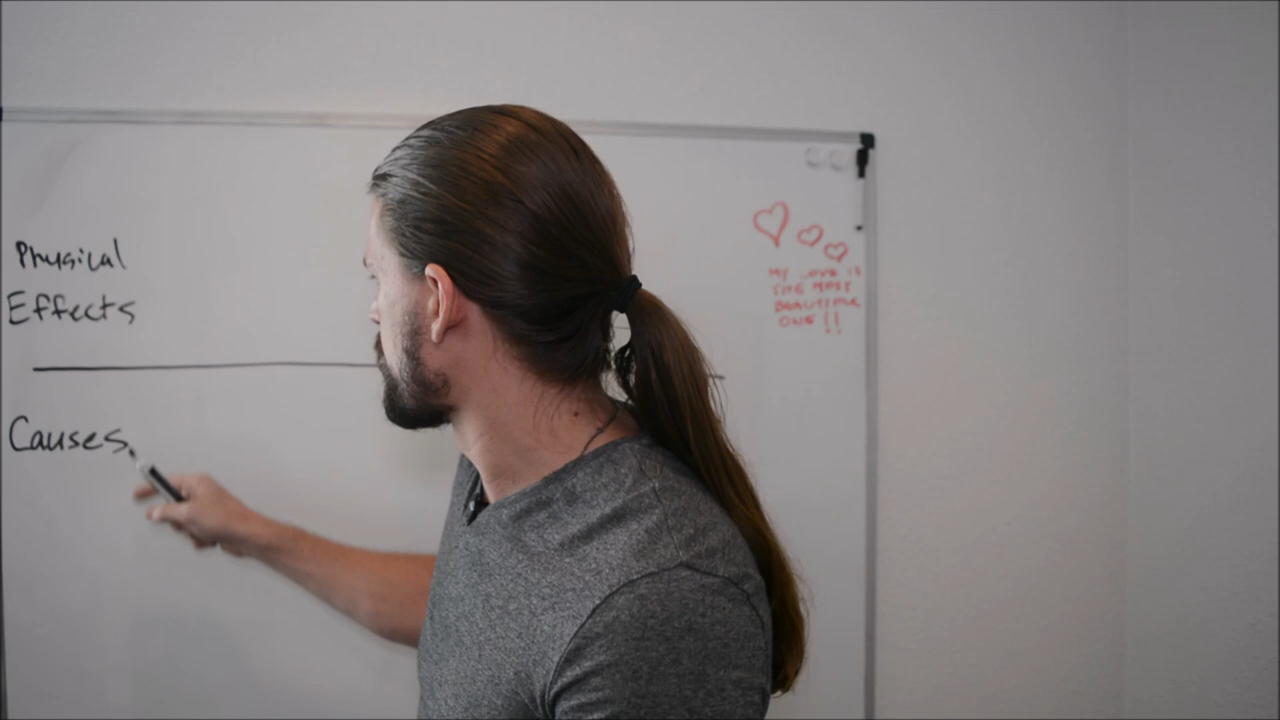 Physical
Effects
Causes
MY LOVE IS
THE MOST
BEAUTIFUL
ONE !!